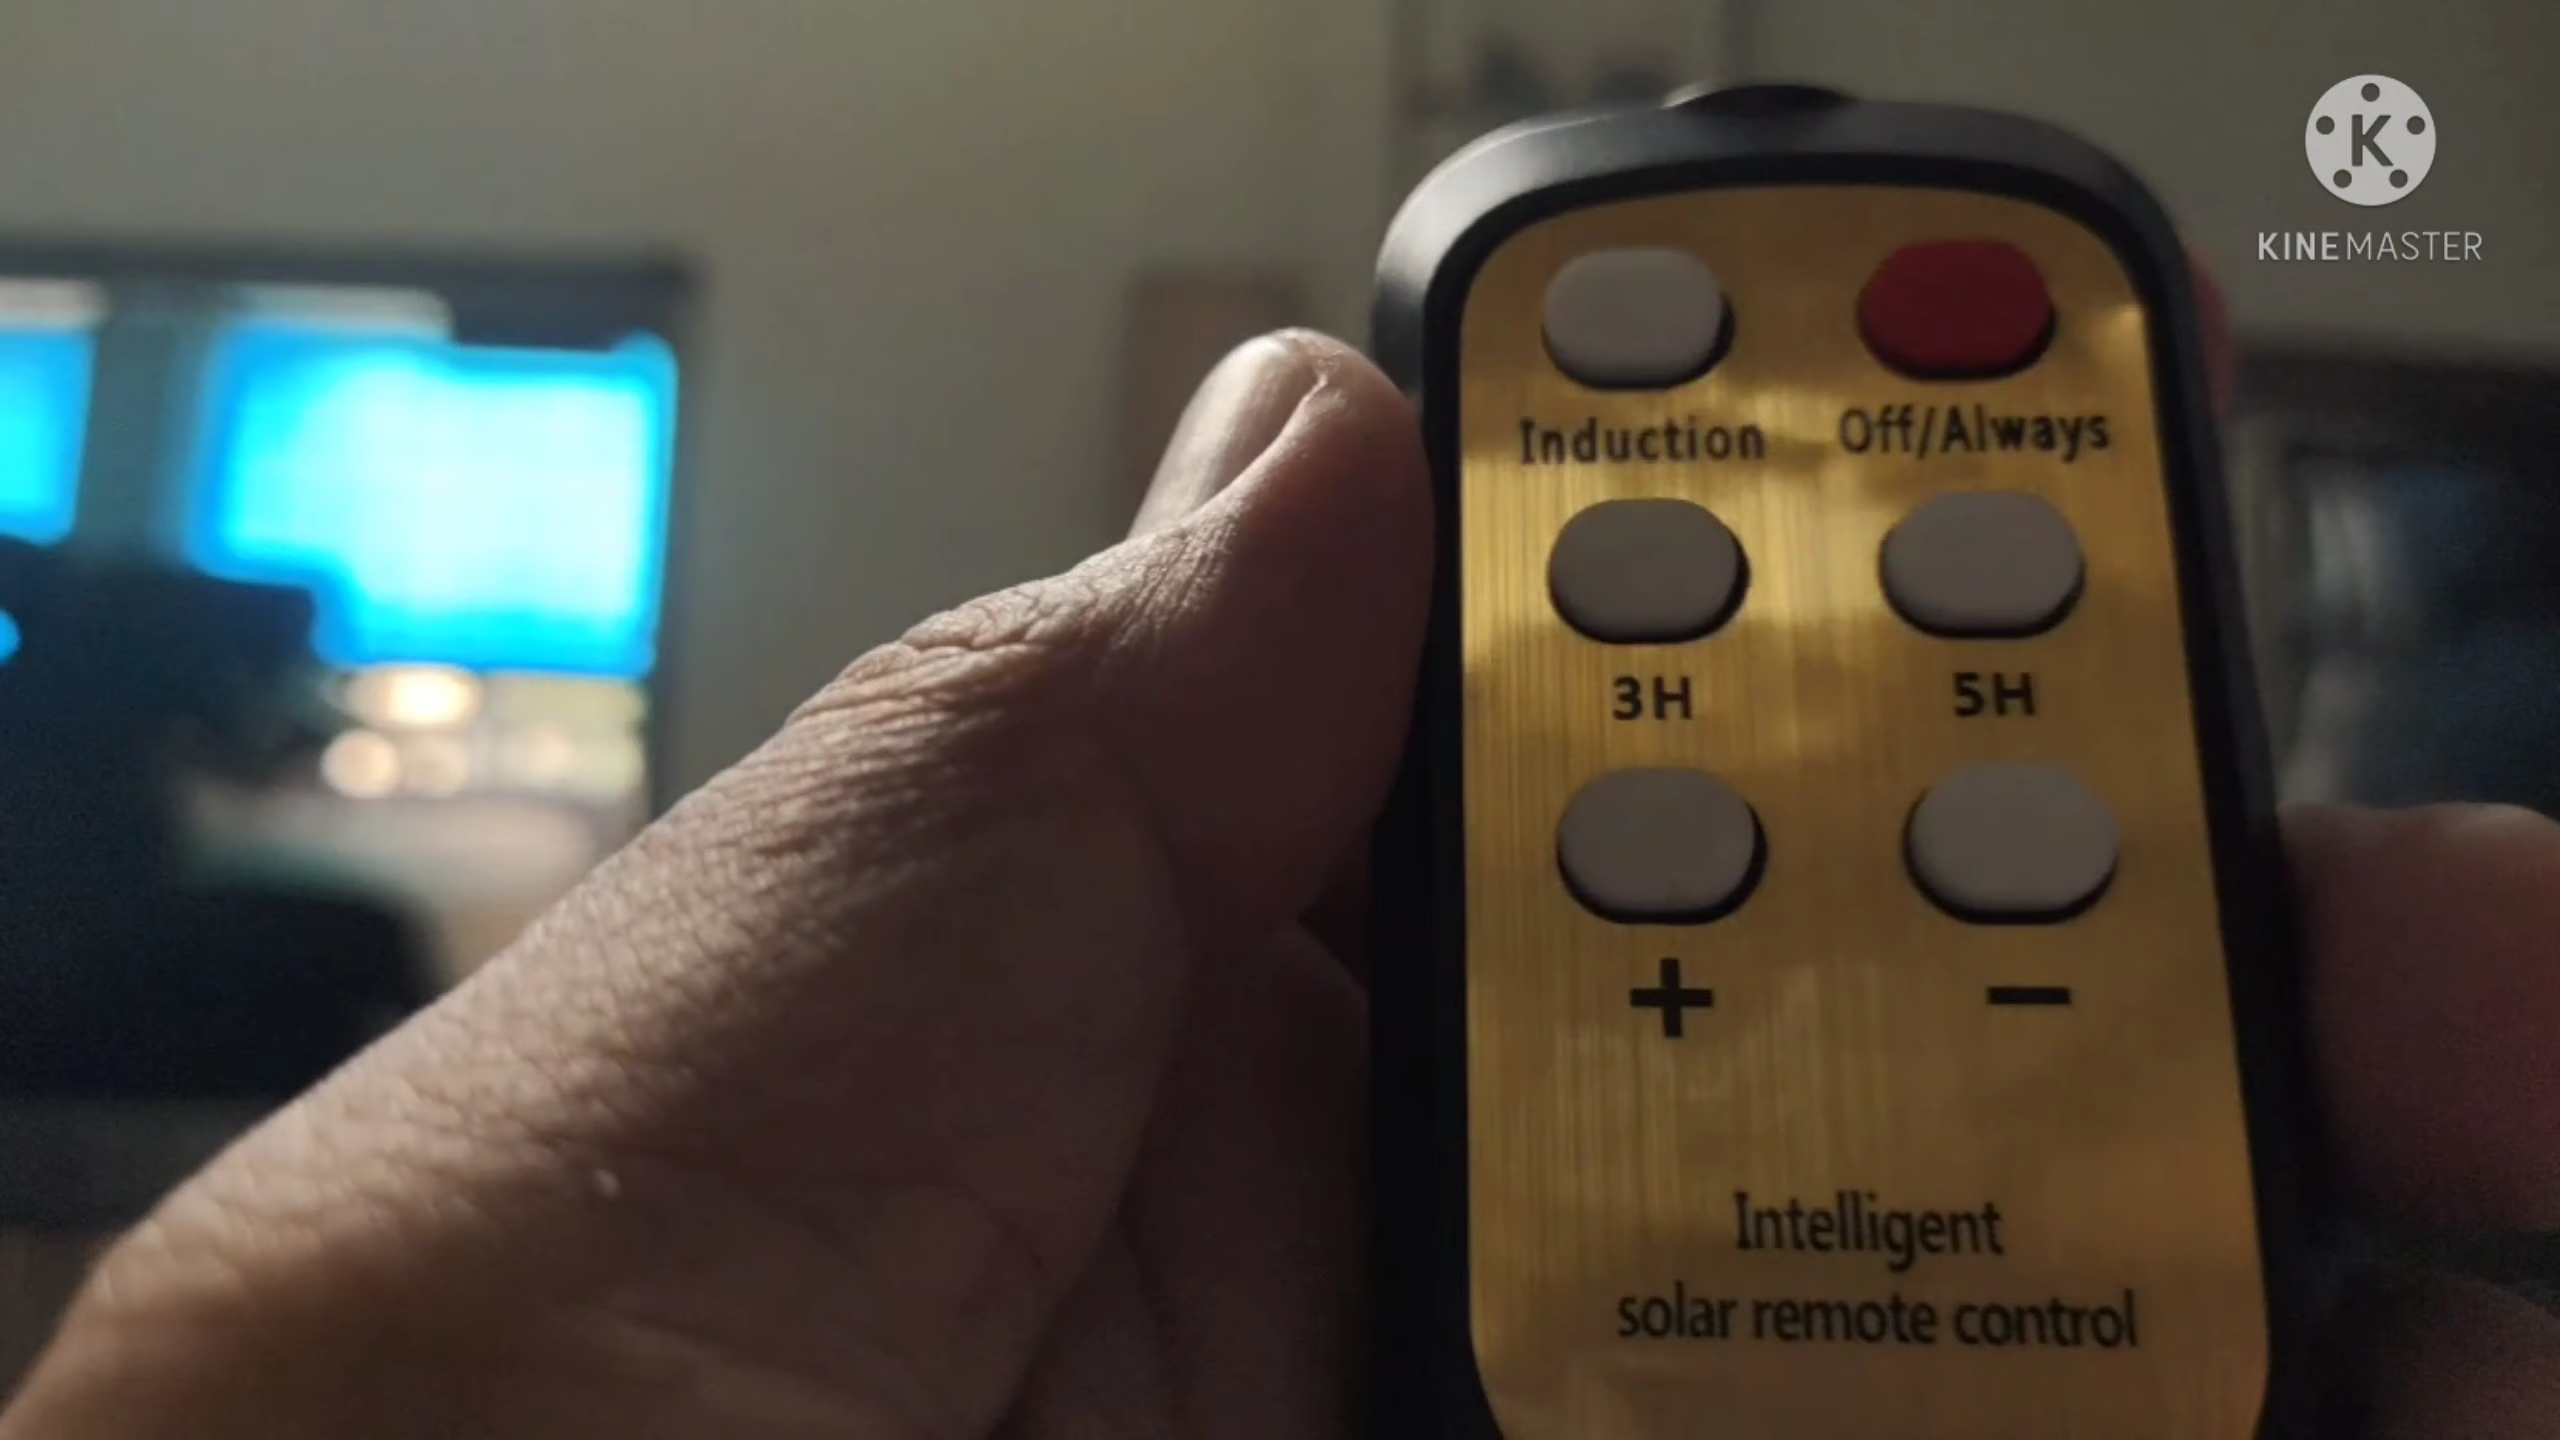 K
KINEMASTER
Induction Off/Always
3H 5H
+ −
Intelligent
solar remote control